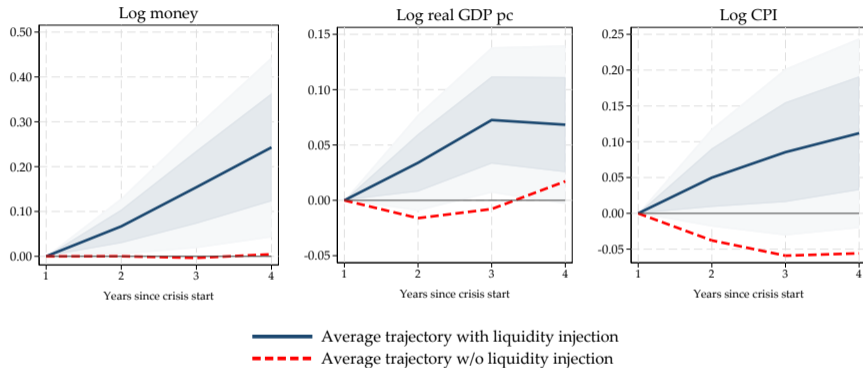 Log money
0.50
0.40
0.30
0.20
0.10
0.00
1 2 3 4
Years since crisis start
Log real GDP pc
0.15
0.10
0.05
0.00
-0.05
1 2 3 4
Years since crisis start
Log CPI
0.25
0.20
0.15
0.10
0.05
0.00
-0.05
1 2 3 4
Years since crisis start
Average trajectory with liquidity injection
Average trajectory w/o liquidity injection